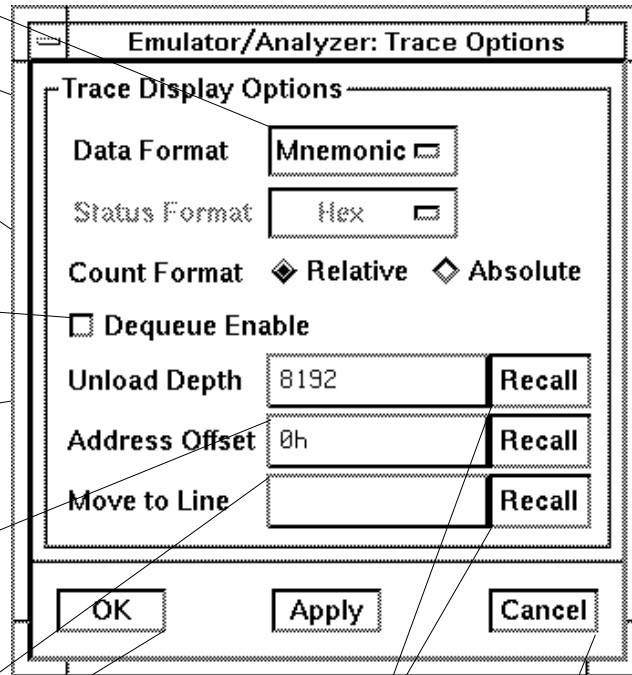 Emulator/Analyzer: Trace Options
Trace Display Options
Data Format Mnemonic
Status Format Hex
Count Format Relative Absolute
Dequeue Enable
Unload Depth 8192 Recall
Address Offset 0h Recall
Move to Line Recall
OK Apply Cancel